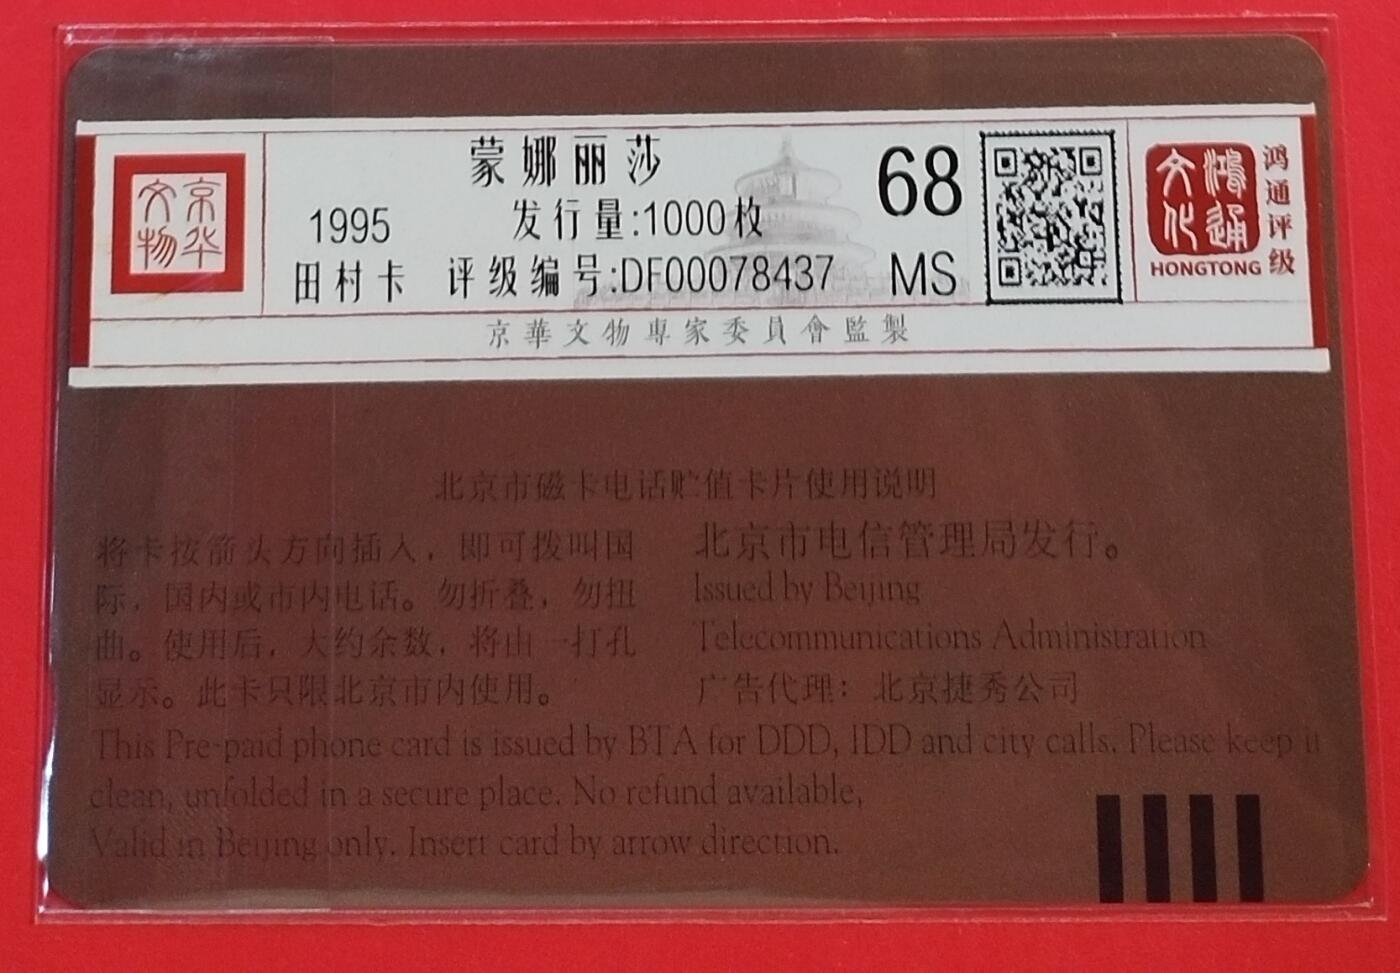 京华
文物
1995
田村卡
蒙娜丽莎
发行量:1000枚
评级编号:DF00078437
68
MS
鸿通
文化
HONGTONG
鸿通评级
京華文物專家委員會監製
北京市磁卡电话贮值卡片使用说明
将卡按箭头方向插入，即可拨叫国
际，国内或市内电话。勿折叠，勿扭
曲。使用后，大约余数，将由一打孔
显示。此卡只限北京市内使用。
北京市电信管理局发行。
Issued by Beijing
Telecommunications Administration
广告代理：北京捷秀公司
This Pre-paid phone card is issued by BTA for DDD, IDD and city calls. Please keep it
clean, unfolded in a secure place. No refund available,
Valid in Beijing only. Insert card by arrow direction.